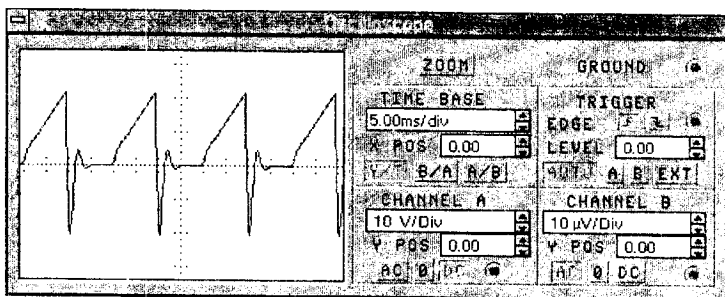 Oscilloscope
ZOOM
GROUND
TIME BASE
5.00ms/div
X POS 0.00
Y/T B/A A/B
TRIGGER
EDGE
LEVEL 0.00
AUTO A B EXT
CHANNEL A
10 V/Div
Y POS 0.00
AC 0 DC
CHANNEL B
10 µV/Div
Y POS 0.00
AC 0 DC